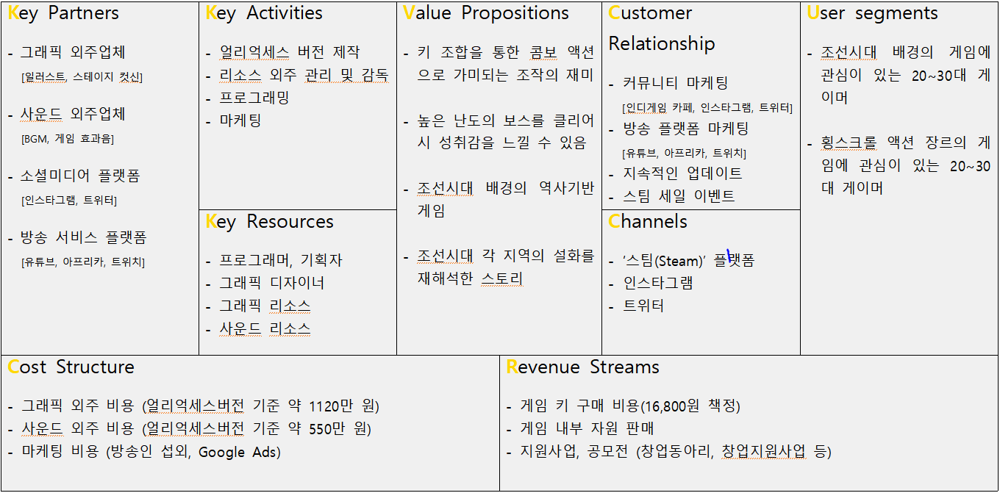 Key Partners
- 그래픽 외주업체
[일러스트, 스테이지 컷신]
- 사운드 외주업체
[BGM, 게임 효과음]
- 소셜미디어 플랫폼
[인스타그램, 트위터]
- 방송 서비스 플랫폼
[유튜브, 아프리카, 트위치]
Key Activities
- 얼리억세스 버전 제작
- 리소스 외주 관리 및 감독
- 프로그래밍
- 마케팅
Key Resources
- 프로그래머, 기획자
- 그래픽 디자이너
- 그래픽 리소스
- 사운드 리소스
Value Propositions
- 키 조합을 통한 콤보 액션
으로 가미되는 조작의 재미
- 높은 난도의 보스를 클리어
시 성취감을 느낄 수 있음
- 조선시대 배경의 역사기반
게임
- 조선시대 각 지역의 설화를
재해석한 스토리
Customer
Relationship
- 커뮤니티 마케팅
[인디게임 카페, 인스타그램, 트위터]
- 방송 플랫폼 마케팅
[유튜브, 아프리카, 트위치]
- 지속적인 업데이트
- 스팀 세일 이벤트
Channels
- ‘스팀(Steam)’ 플랫폼
- 인스타그램
- 트위터
User segments
- 조선시대 배경의 게임에
관심이 있는 20~30대 게
이머
- 횡스크롤 액션 장르의 게
임에 관심이 있는 20~30
대 게이머
Cost Structure
- 그래픽 외주 비용 (얼리억세스버전 기준 약 1120만 원)
- 사운드 외주 비용 (얼리억세스버전 기준 약 550만 원)
- 마케팅 비용 (방송인 섭외, Google Ads)
Revenue Streams
- 게임 키 구매 비용(16,800원 책정)
- 게임 내부 자원 판매
- 지원사업, 공모전 (창업동아리, 창업지원사업 등)